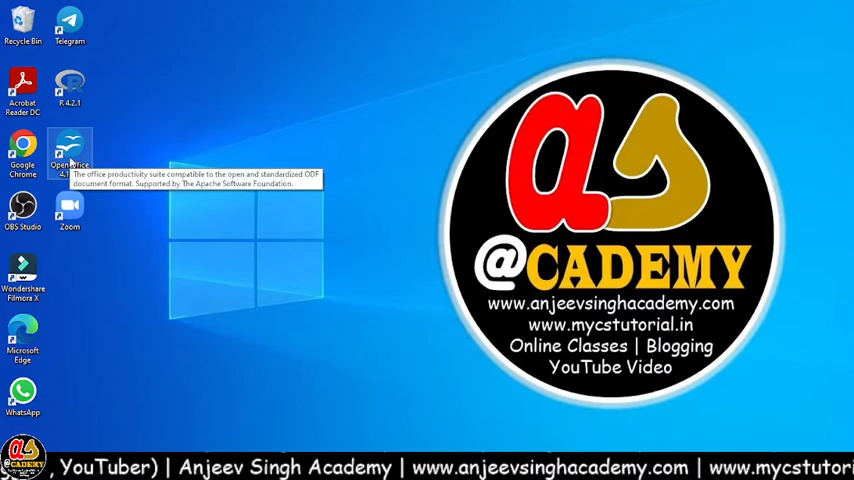 Recycle Bin
Telegram
Acrobat
Reader DC
R 4.2.1
Google
Chrome
OpenOffice
The office productivity suite compatible to the open and standardized ODF
document format. Supported by The Apache Software Foundation.
OBS Studio
Zoom
Wondershare
Filmora X
Microsoft
Edge
WhatsApp
as
@CADEMY
www.anjeevsinghacademy.com
www.mycstutorial.in
Online Classes | Blogging
YouTube Video
as
@CADEMY
, YouTuber) | Anjeev Singh Academy | www.anjeevsinghacademy.com | www.mycstutori